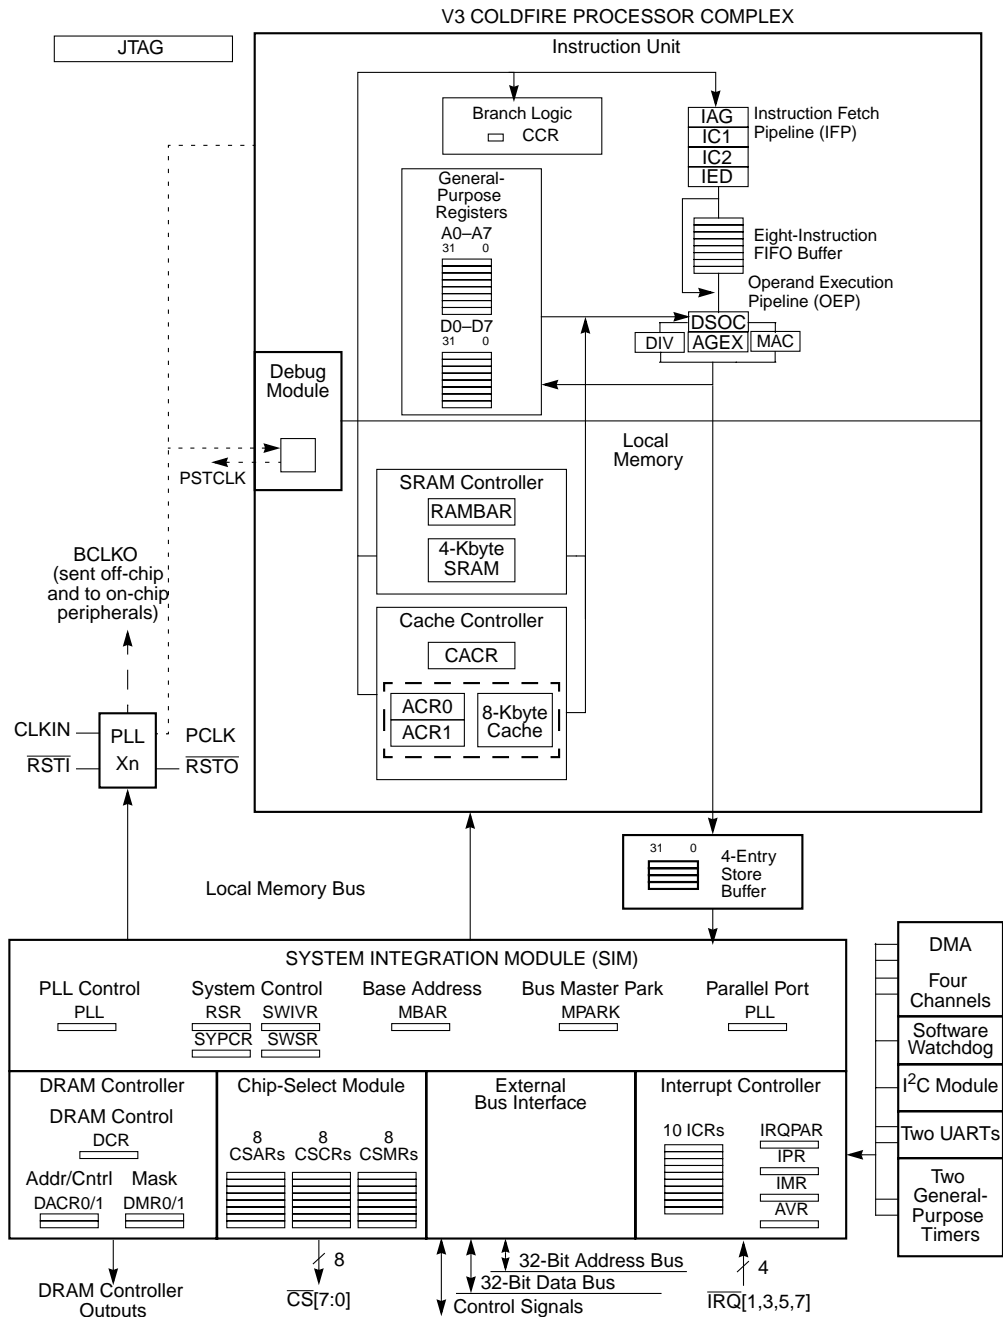 V3 COLDFIRE PROCESSOR COMPLEX
JTAG
Instruction Unit
Branch Logic
CCR
IAG
IC1
IC2
IED
Instruction Fetch
Pipeline (IFP)
General-
Purpose
Registers
A0–A7
31 0
D0–D7
31 0
Eight-Instruction
FIFO Buffer
Operand Execution
Pipeline (OEP)
DSOC
AGEX
DIV
MAC
Debug
Module
PSTCLK
Local
Memory
SRAM Controller
RAMBAR
4-Kbyte
SRAM
Cache Controller
CACR
ACR0
ACR1
8-Kbyte
Cache
BCLKO
(sent off-chip
and to on-chip
peripherals)
CLKIN
RSTI
PLL
Xn
PCLK
RSTO
31 0
4-Entry
Store
Buffer
Local Memory Bus
SYSTEM INTEGRATION MODULE (SIM)
PLL Control
PLL
System Control
RSR SWIVR
SYPCR SWSR
Base Address
MBAR
Bus Master Park
MPARK
Parallel Port
PLL
DMA
Four
Channels
Software
Watchdog
I²C Module
Two UARTs
Two
General-
Purpose
Timers
DRAM Controller
DRAM Control
DCR
Addr/Cntrl Mask
DACR0/1 DMR0/1
Chip-Select Module
8 8 8
CSARs CSCRs CSMRs
External
Bus Interface
Interrupt Controller
10 ICRs
IRQPAR
IPR
IMR
AVR
DRAM Controller
Outputs
8
CS[7:0]
32-Bit Address Bus
32-Bit Data Bus
Control Signals
4
IRQ[1,3,5,7]